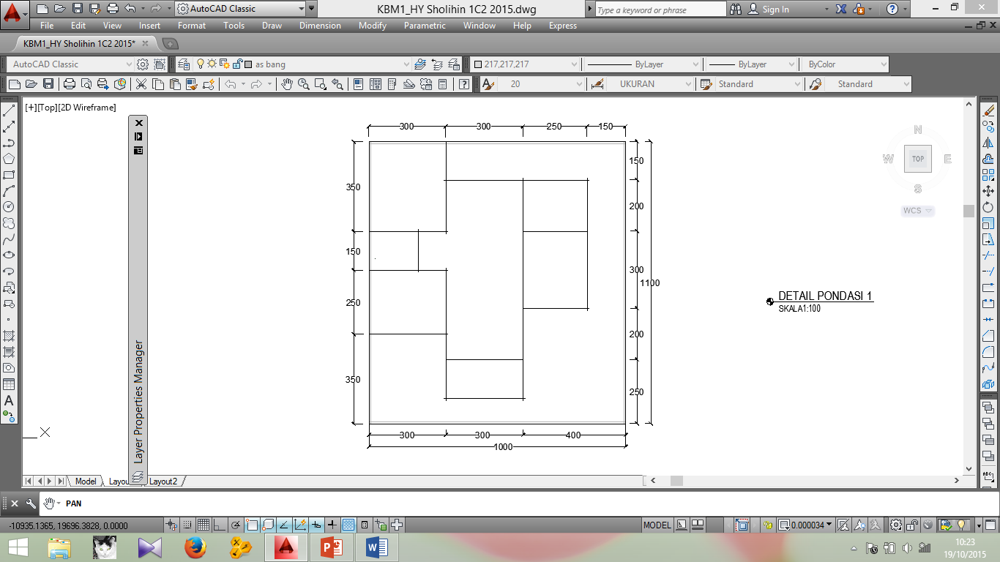 AutoCAD Classic
KBM1_HY Sholihin 1C2 2015.dwg
Type a keyword or phrase
Sign In
File Edit View Insert Format Tools Draw Dimension Modify Parametric Window Help Express
KBM1_HY Sholihin 1C2 2015*
AutoCAD Classic
as bang
217,217,217
ByLayer
ByLayer
ByColor
20
UKURAN
Standard
Standard
[+][Top][2D Wireframe]
300 300 250 150
350
150
250
350
150
200
300
1100
200
250
300 300 400
1000
DETAIL PONDASI 1
SKALA1:100
N
W TOP E
S
WCS
Layer Properties Manager
Model Layou Layout2
PAN
-10935.1365, 19696.3828, 0.0000
MODEL
0.000034
10:23
19/10/2015